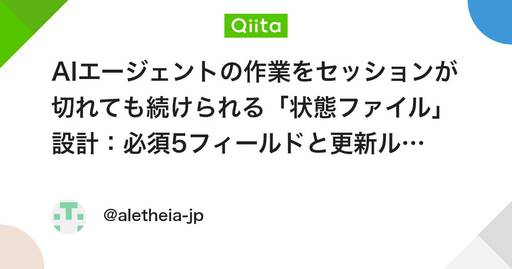 Qiita
AIエージェントの作業をセッションが
切れても続けられる「状態ファイル」
設計：必須5フィールドと更新ル…
@aletheia-jp